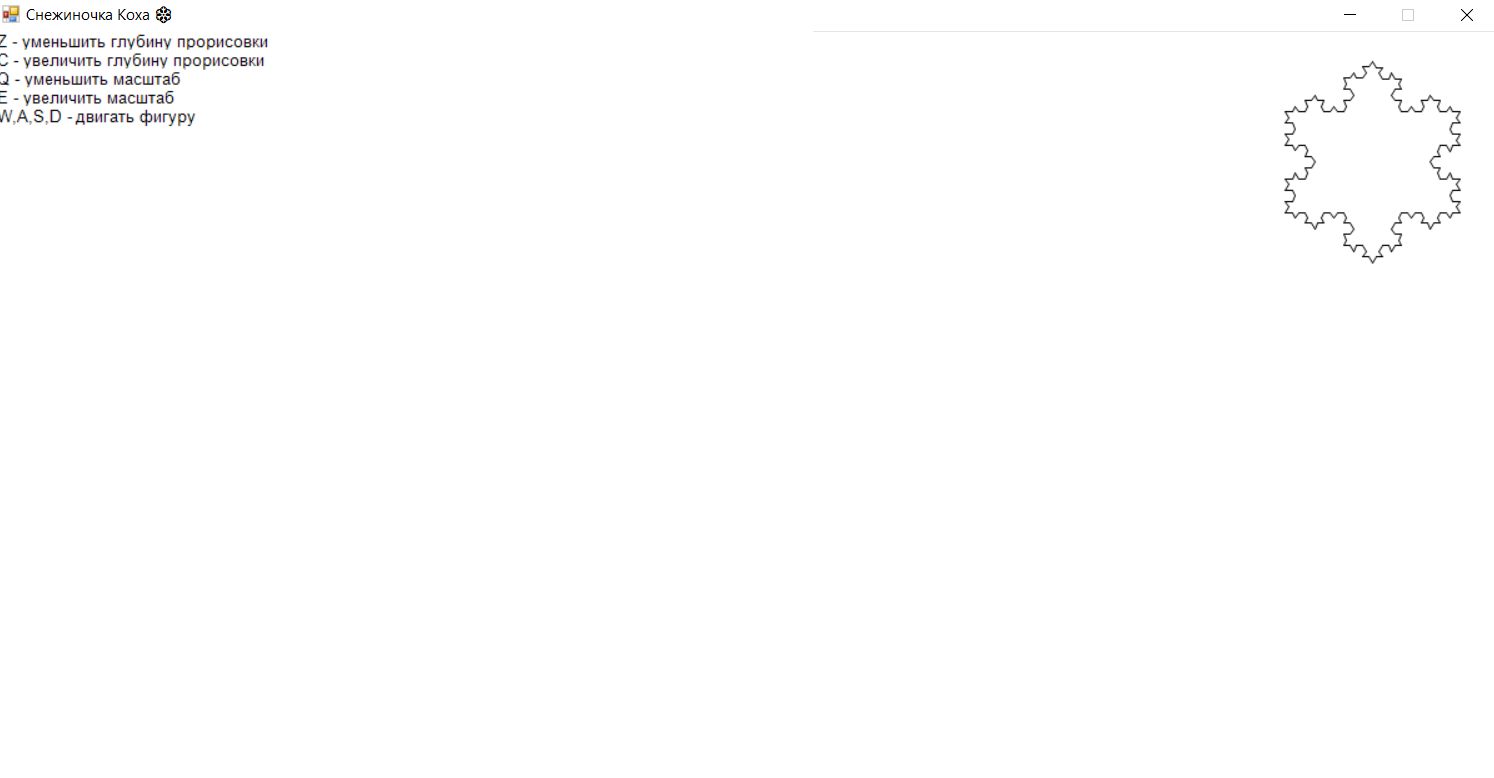 Снежиночка Коха ❆
Z - уменьшить глубину прорисовки
C - увеличить глубину прорисовки
Q - уменьшить масштаб
E - увеличить масштаб
W,A,S,D - двигать фигуру